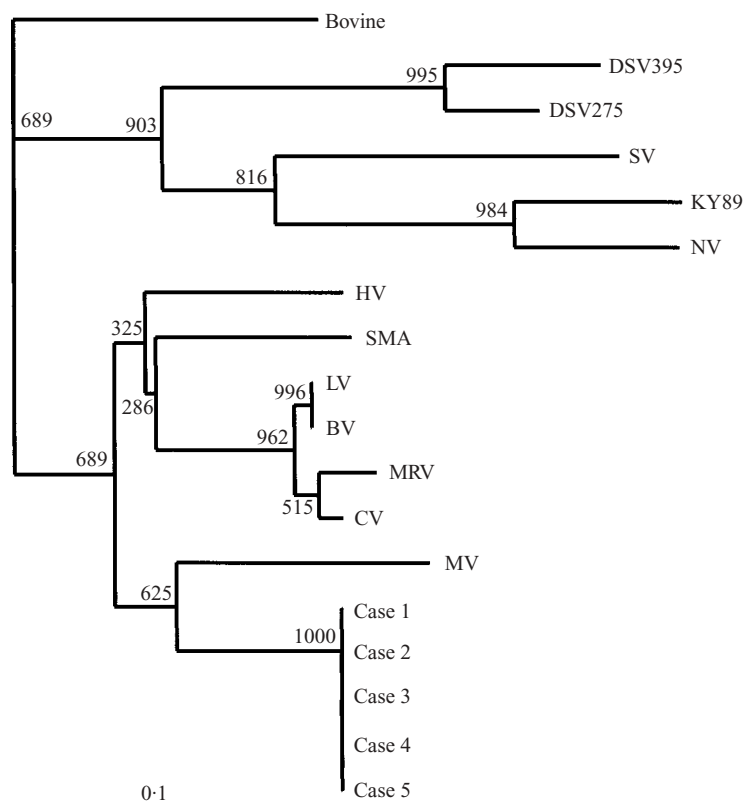 Bovine
DSV395
995
DSV275
689
903
SV
816
KY89
984
NV
HV
325
SMA
LV
996
286
BV
962
689
MRV
515
CV
MV
625
Case 1
1000
Case 2
Case 3
Case 4
0·1
Case 5